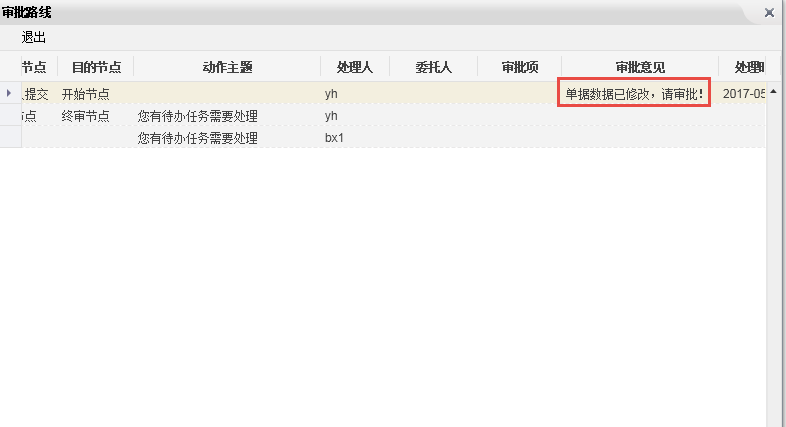 审批路线
退出
节点 目的节点 动作主题 处理人 委托人 审批项 审批意见 处理
提交 开始节点 yh 单据数据已修改，请审批！ 2017-05
点 终审节点 您有待办任务需要处理 yh
您有待办任务需要处理 bx1